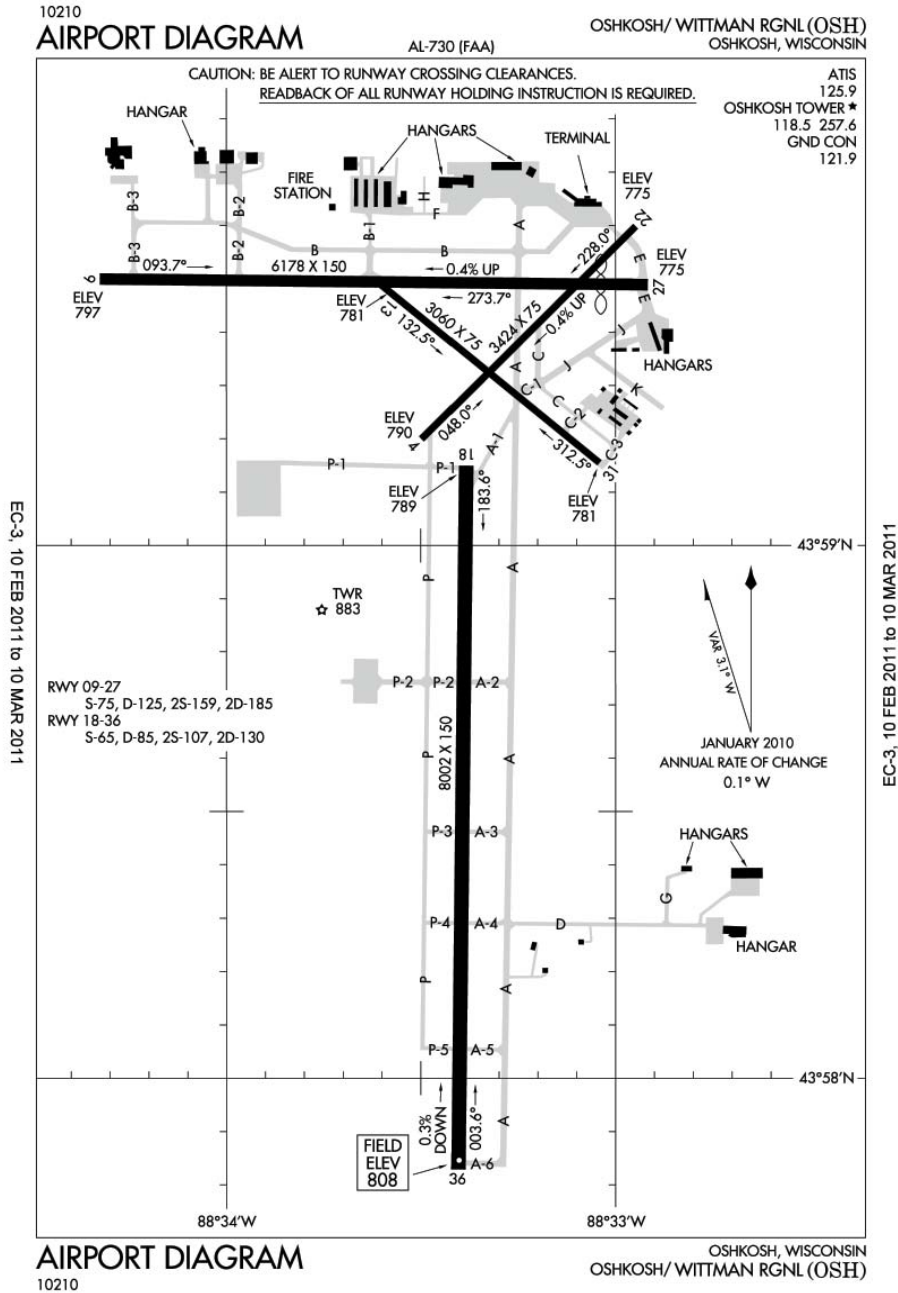 10210
AIRPORT DIAGRAM
AL-730 (FAA)
OSHKOSH/ WITTMAN RGNL (OSH)
OSHKOSH, WISCONSIN
CAUTION: BE ALERT TO RUNWAY CROSSING CLEARANCES.
READBACK OF ALL RUNWAY HOLDING INSTRUCTION IS REQUIRED.
ATIS
125.9
OSHKOSH TOWER ★
118.5 257.6
GND CON
121.9
HANGAR
HANGARS
TERMINAL
FIRE
STATION
ELEV
775
22
B-3
B-2
B-1
H
F
A
228.0°
E
B-3
B-2
B
B
ELEV
775
9
093.7°
6178 X 150
0.4% UP
27
273.7°
E
ELEV
797
ELEV
781
13
132.5°
3060 X 75
3424 X 75
0.4% UP
A
C
J
J
HANGARS
C-1
C
C-2
K
ELEV
790
4
048.0°
A-1
312.5°
C-3
31
P-1
P-1
18
ELEV
789
183.6°
ELEV
781
43°59'N
P
A
TWR
883
VAR 3.1° W
P-2
P-2
A-2
RWY 09-27
S-75, D-125, 2S-159, 2D-185
RWY 18-36
S-65, D-85, 2S-107, 2D-130
P
8002 X 150
A
JANUARY 2010
ANNUAL RATE OF CHANGE
0.1° W
P-3
A-3
HANGARS
G
P-4
A-4
D
HANGAR
P
A
P-5
A-5
43°58'N
0.3%
DOWN
003.6°
A
FIELD
ELEV
808
A-6
36
88°34'W
88°33'W
EC-3, 10 FEB 2011 to 10 MAR 2011
EC-3, 10 FEB 2011 to 10 MAR 2011
AIRPORT DIAGRAM
10210
OSHKOSH, WISCONSIN
OSHKOSH/ WITTMAN RGNL (OSH)